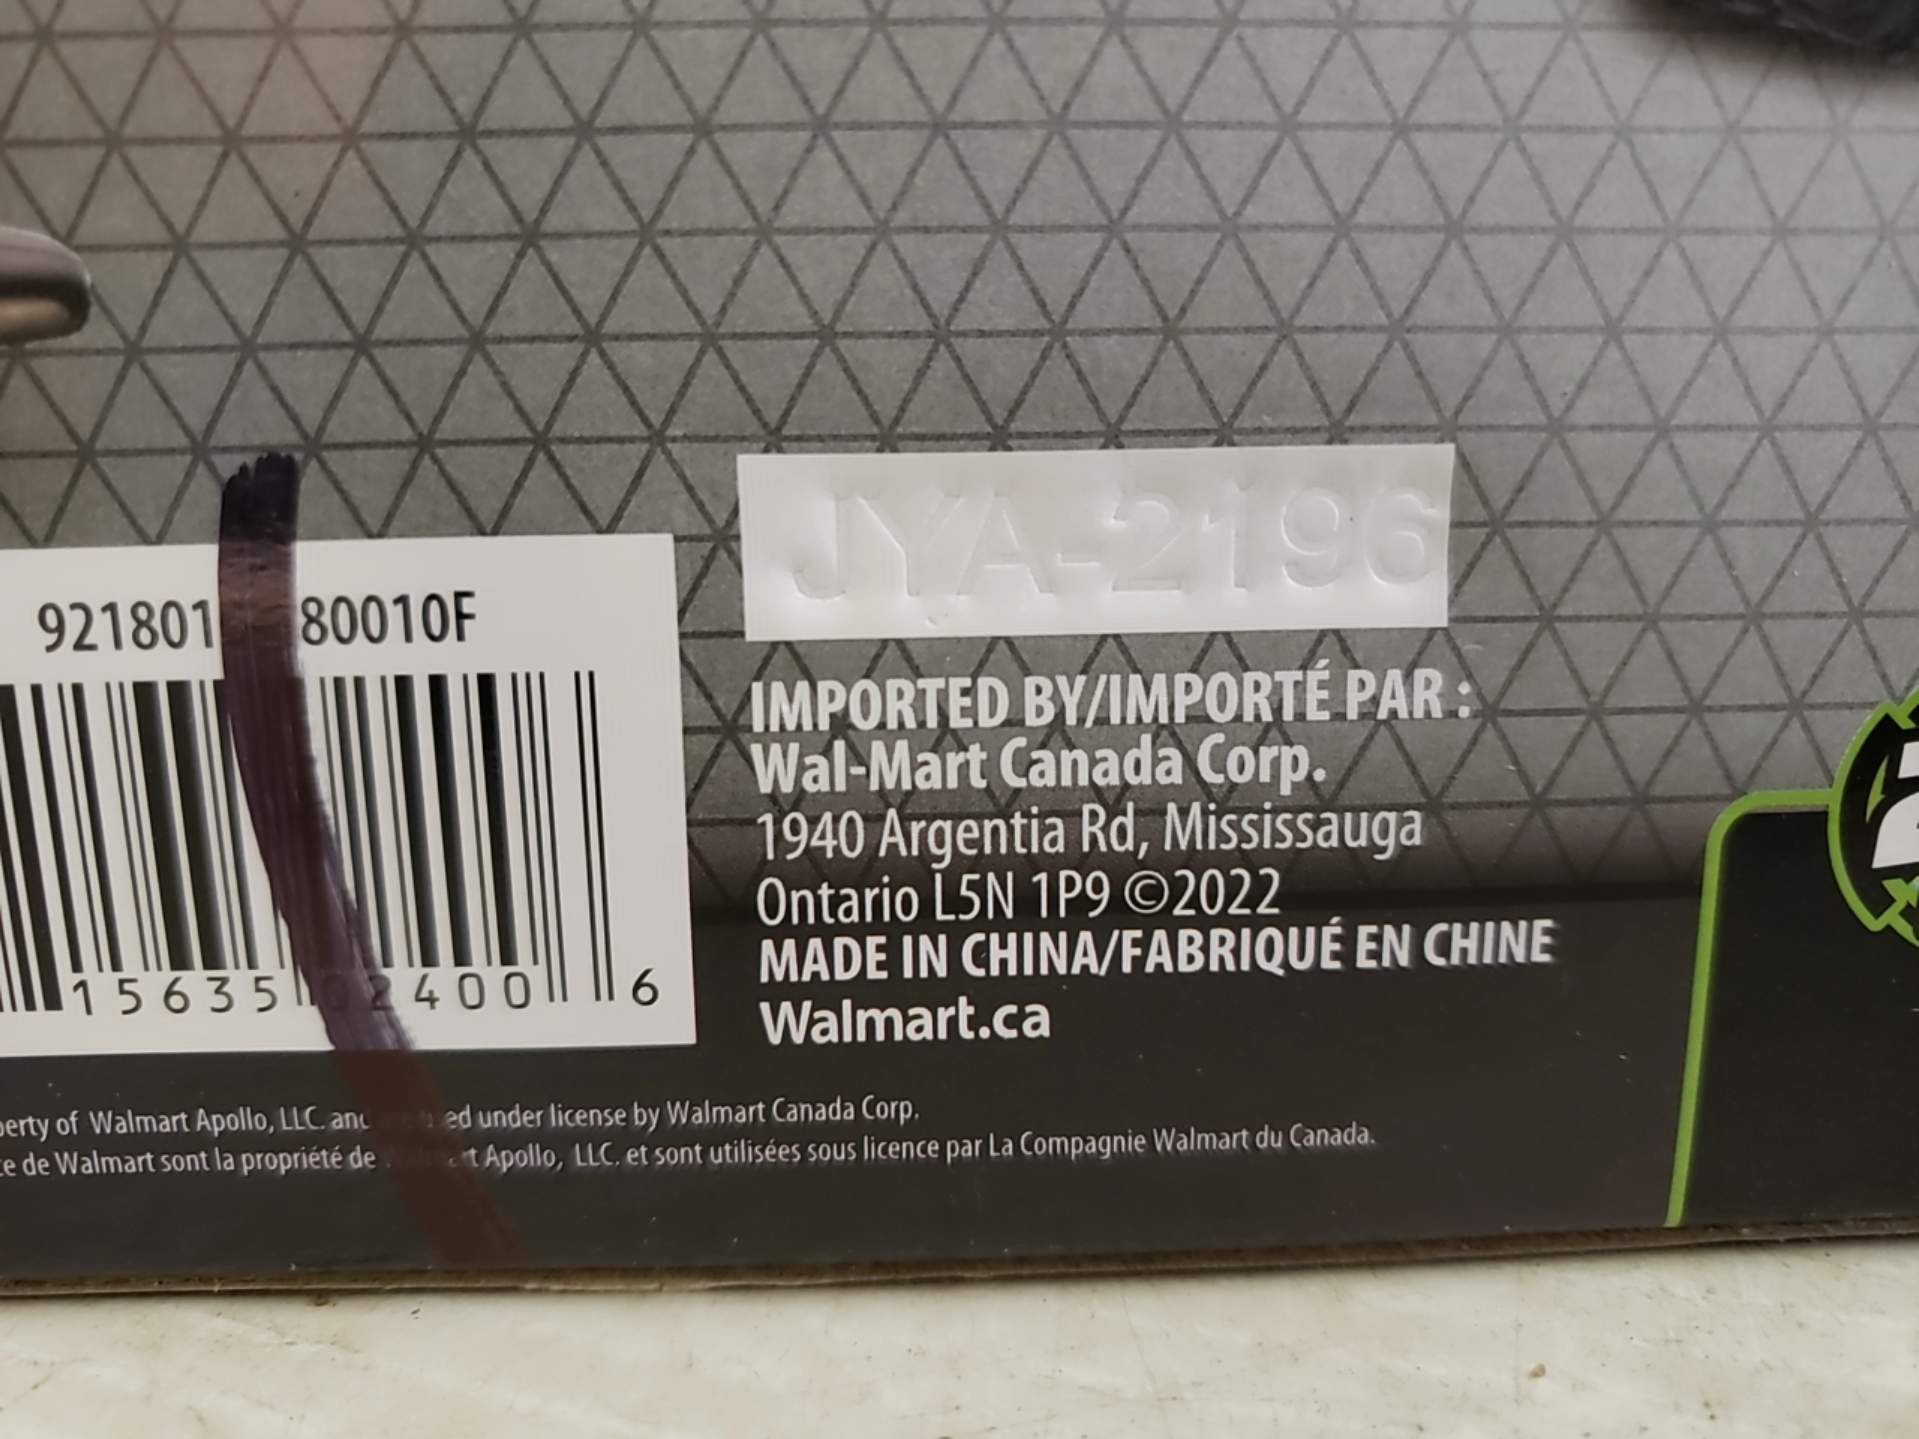 JYA-2196
921801 80010F
15635 02400 6
IMPORTED BY/IMPORTÉ PAR :
Wal-Mart Canada Corp.
1940 Argentia Rd, Mississauga
Ontario L5N 1P9 ©2022
MADE IN CHINA/FABRIQUÉ EN CHINE
Walmart.ca
of Walmart Apollo, LLC. and under license by Walmart Canada Corp.
de Walmart sont la propriété de Apollo, LLC. et sont utilisées sous licence par La Compagnie Walmart du Canada.